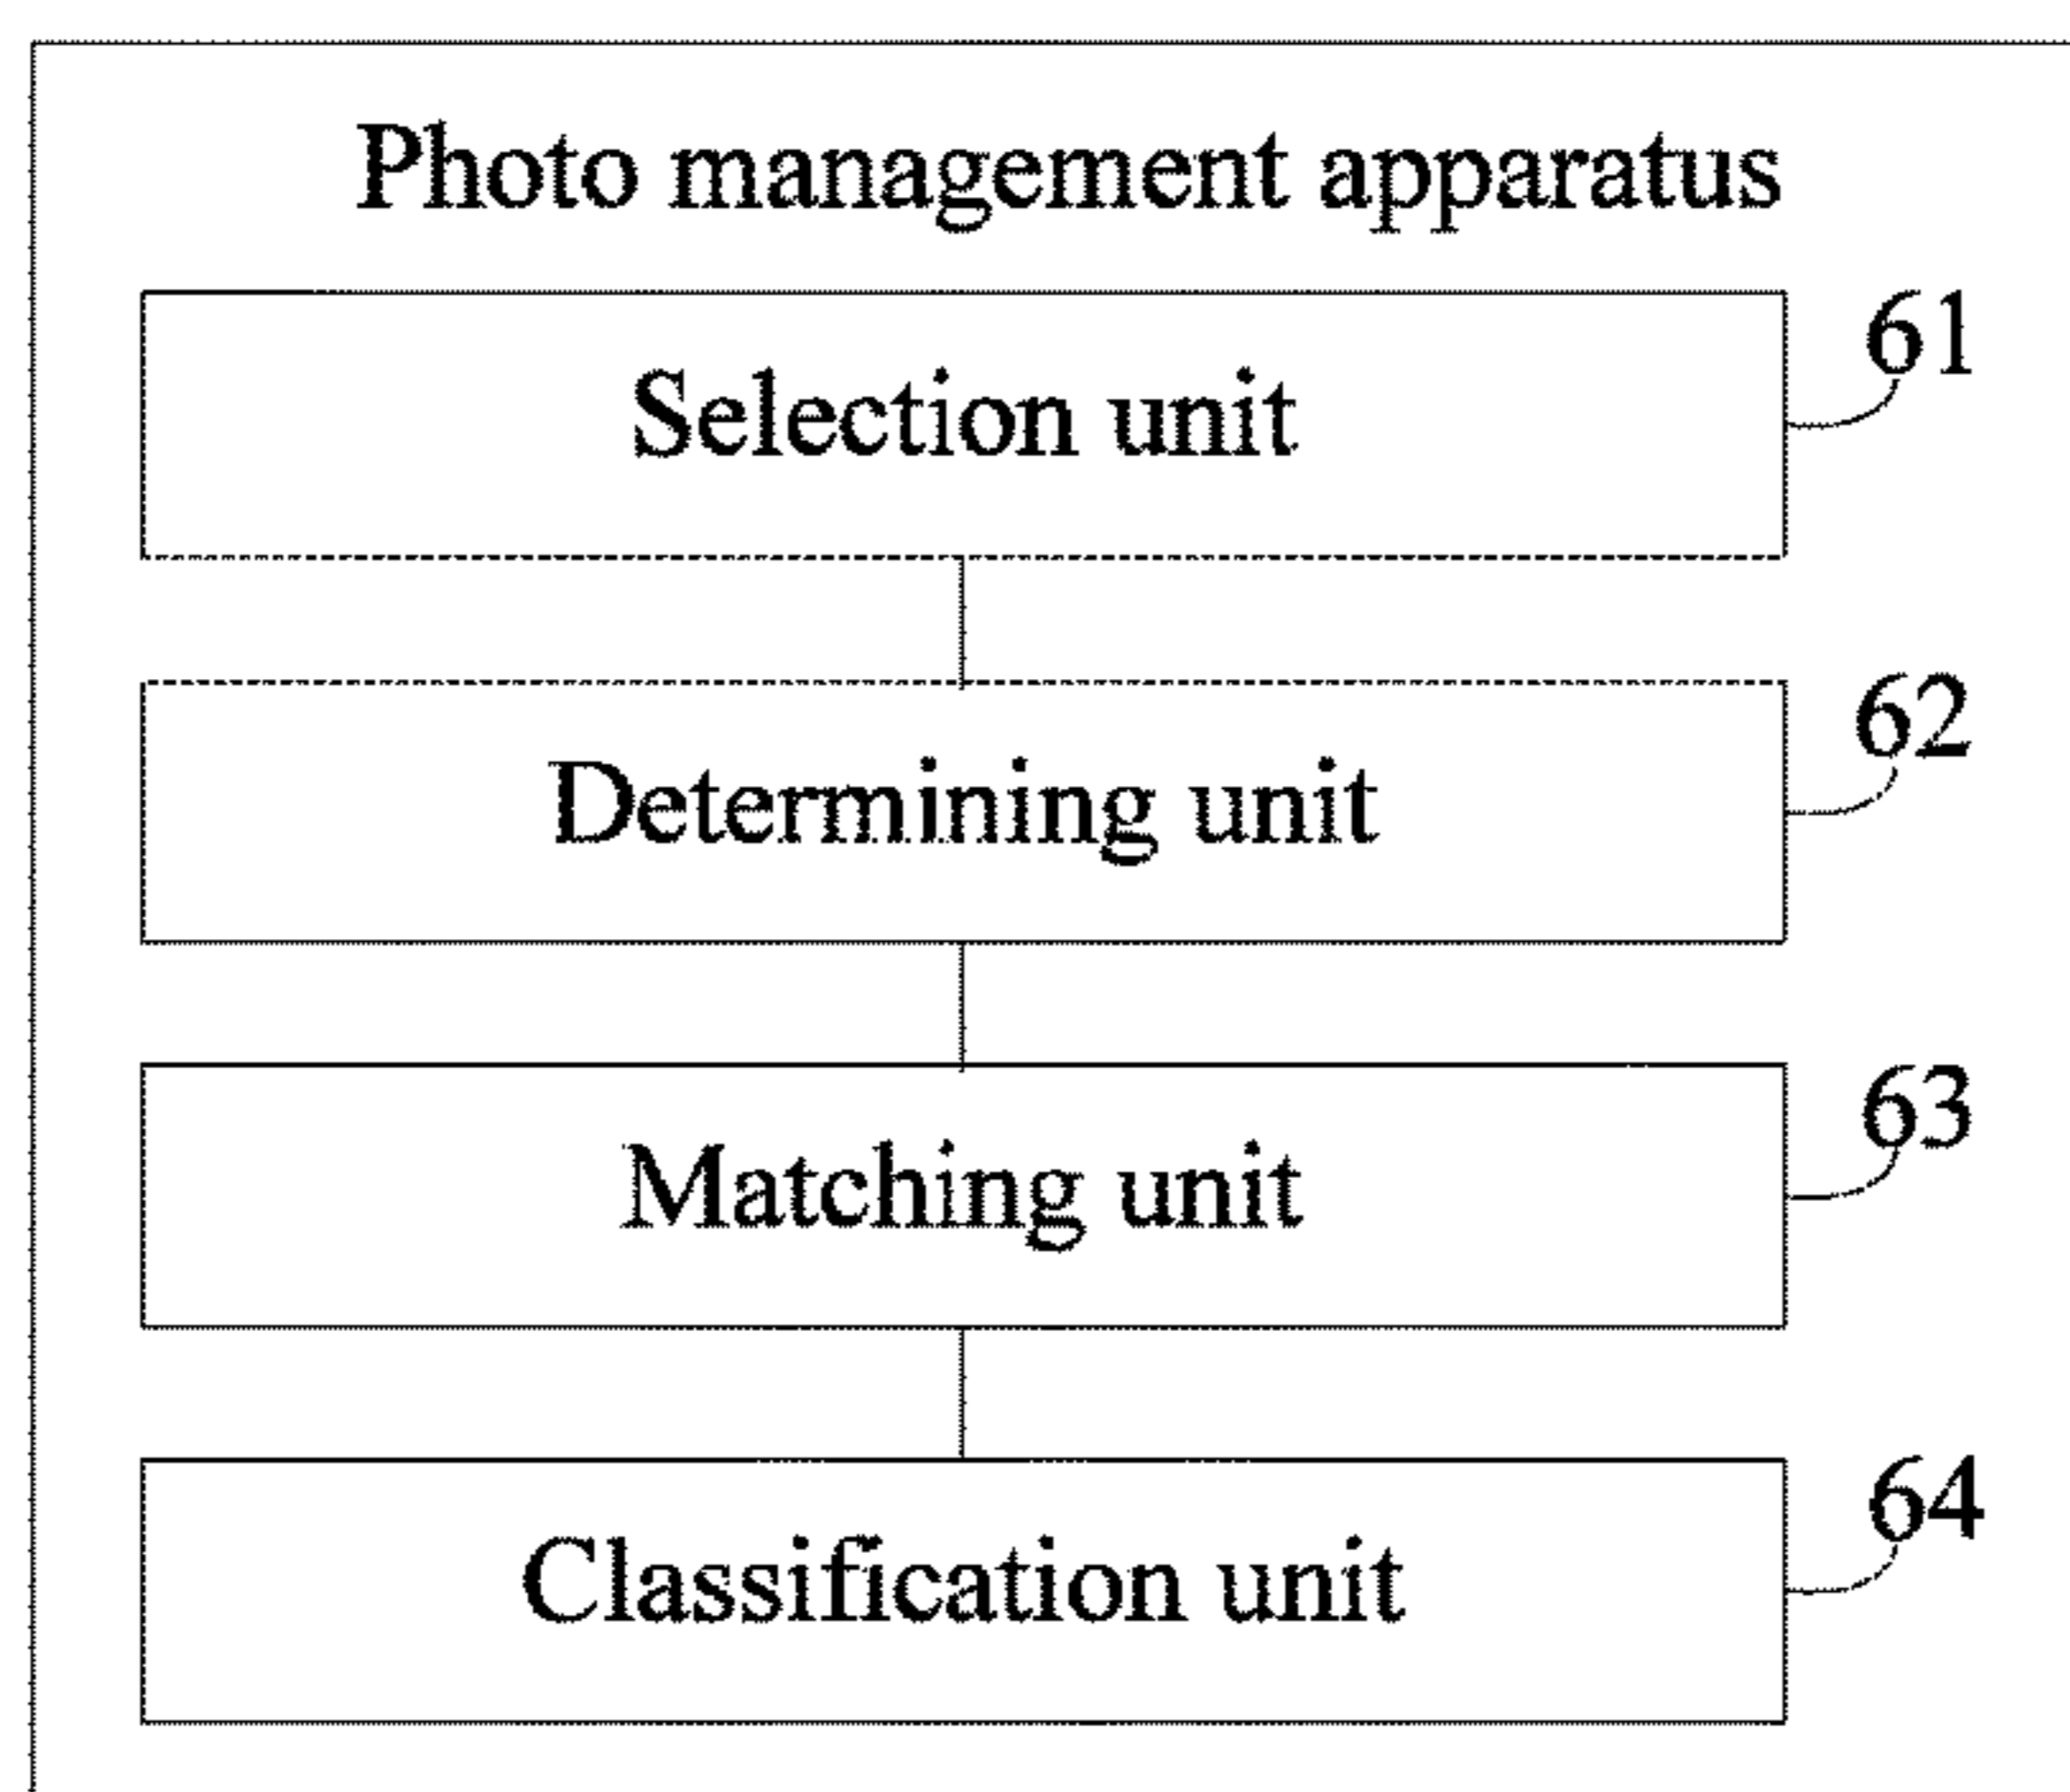 Photo management apparatus
Selection unit
61
Determining unit
62
Matching unit
63
Classification unit
64